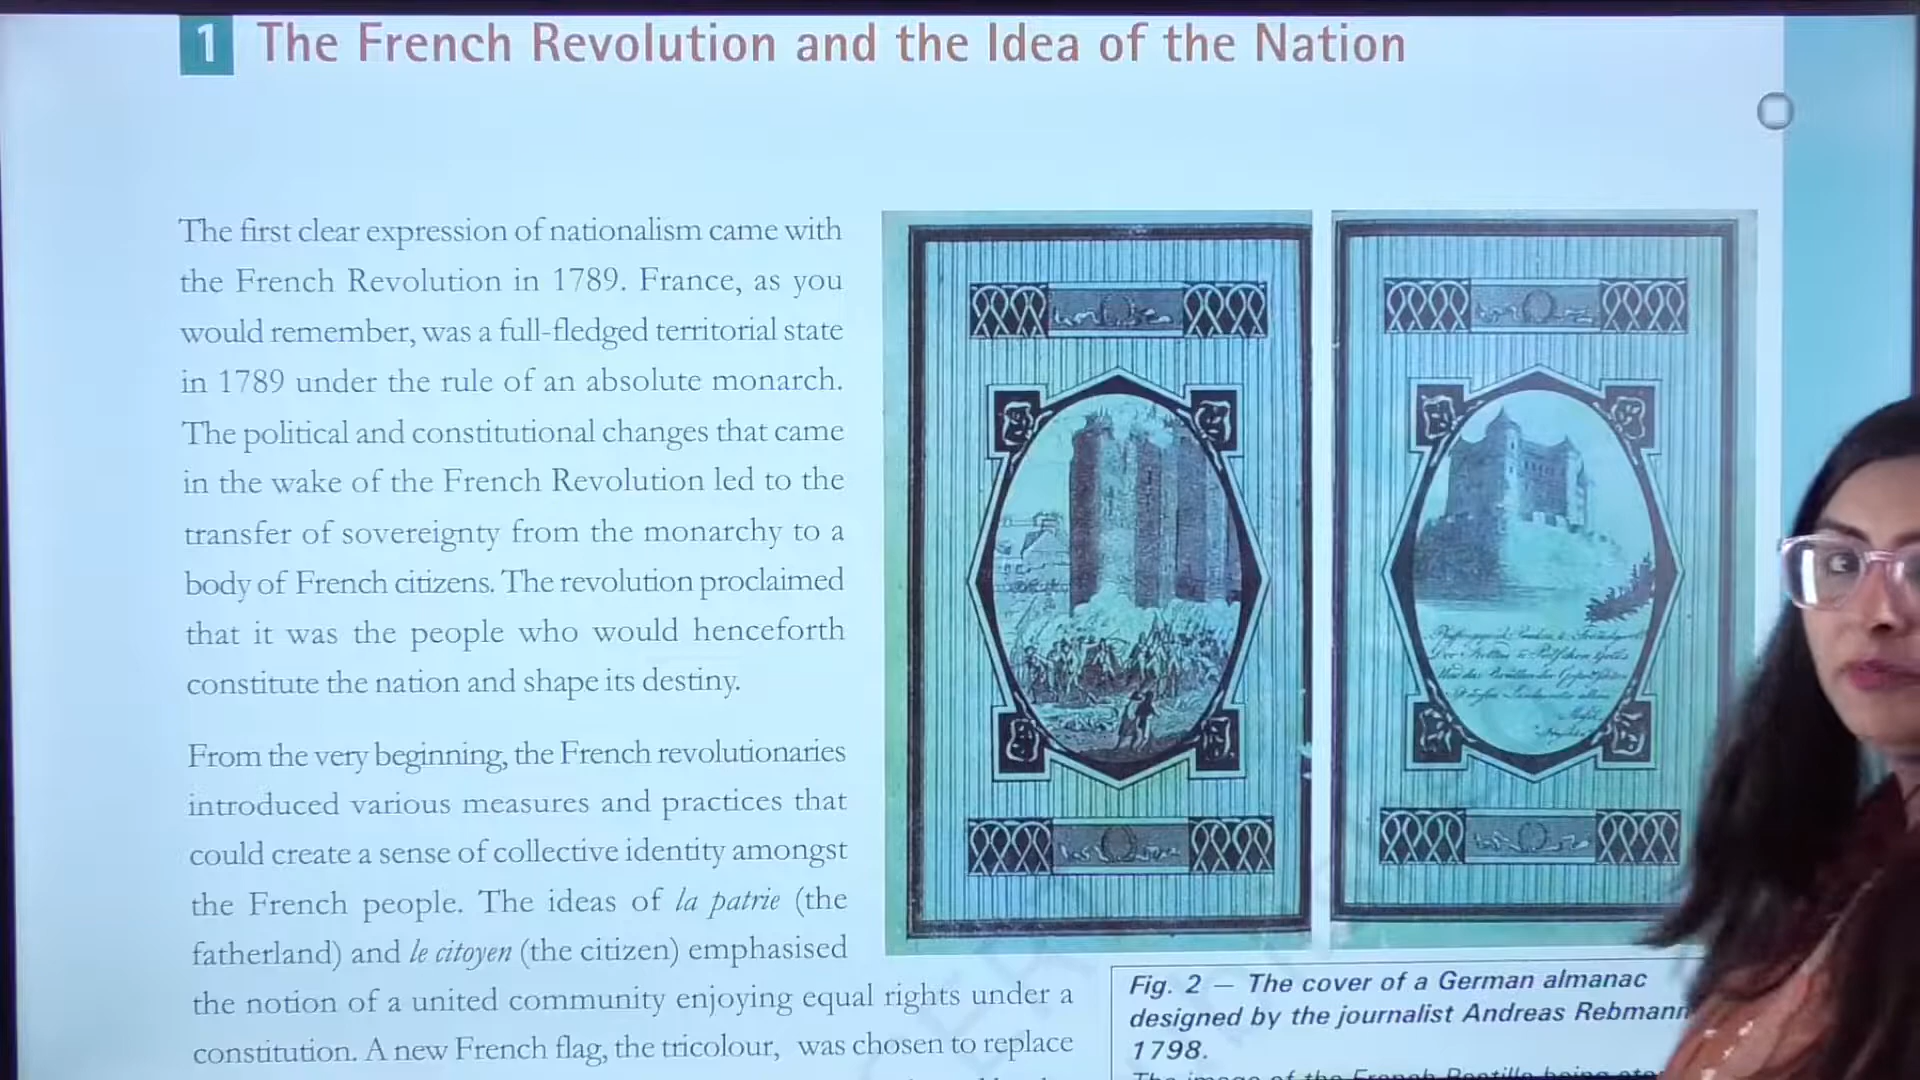 1 The French Revolution and the Idea of the Nation
The first clear expression of nationalism came with
the French Revolution in 1789. France, as you
would remember, was a full-fledged territorial state
in 1789 under the rule of an absolute monarch.
The political and constitutional changes that came
in the wake of the French Revolution led to the
transfer of sovereignty from the monarchy to a
body of French citizens. The revolution proclaimed
that it was the people who would henceforth
constitute the nation and shape its destiny.
From the very beginning, the French revolutionaries
introduced various measures and practices that
could create a sense of collective identity amongst
the French people. The ideas of la patrie (the
fatherland) and le citoyen (the citizen) emphasised
the notion of a united community enjoying equal rights under a
constitution. A new French flag, the tricolour, was chosen to replace
Fig. 2 — The cover of a German almanac
designed by the journalist Andreas Rebmann
1798.
The image of the French Bastille being